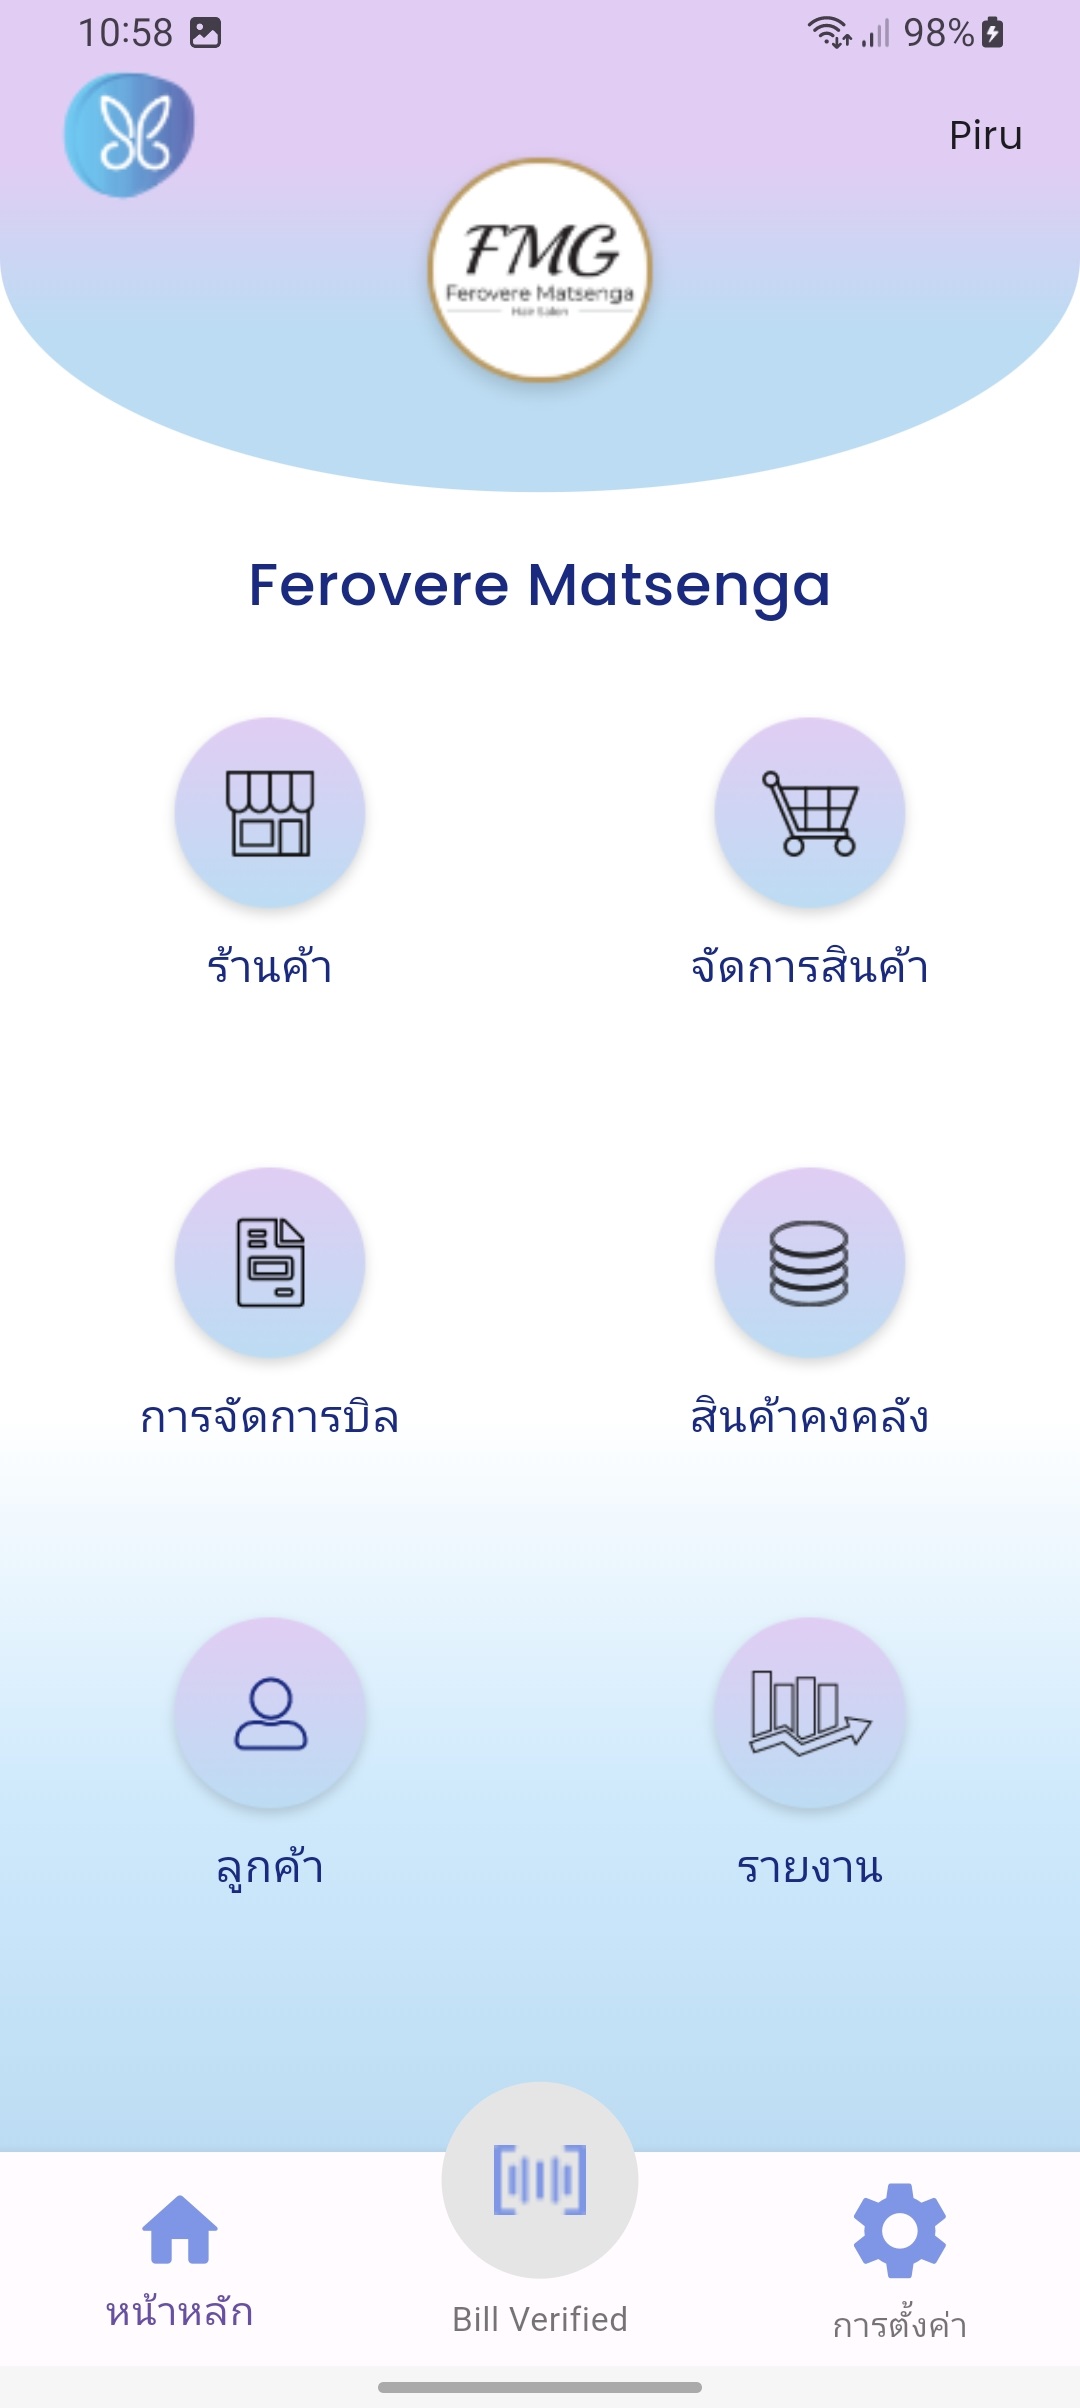 10:58
98%
Piru
FMG
Ferovere Matsenga
Hair Salon
Ferovere Matsenga
ร้านค้า
จัดการสินค้า
การจัดการบิล
สินค้าคงคลัง
ลูกค้า
รายงาน
หน้าหลัก
Bill Verified
การตั้งค่า